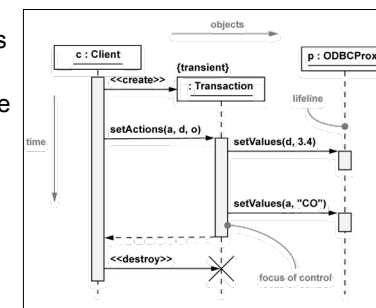 objects
c : Client
{transient}
p : ODBCProx
<<create>>
: Transaction
lifeline
time
setActions(a, d, o)
setValues(d, 3.4)
setValues(a, "CO")
<<destroy>>
focus of control